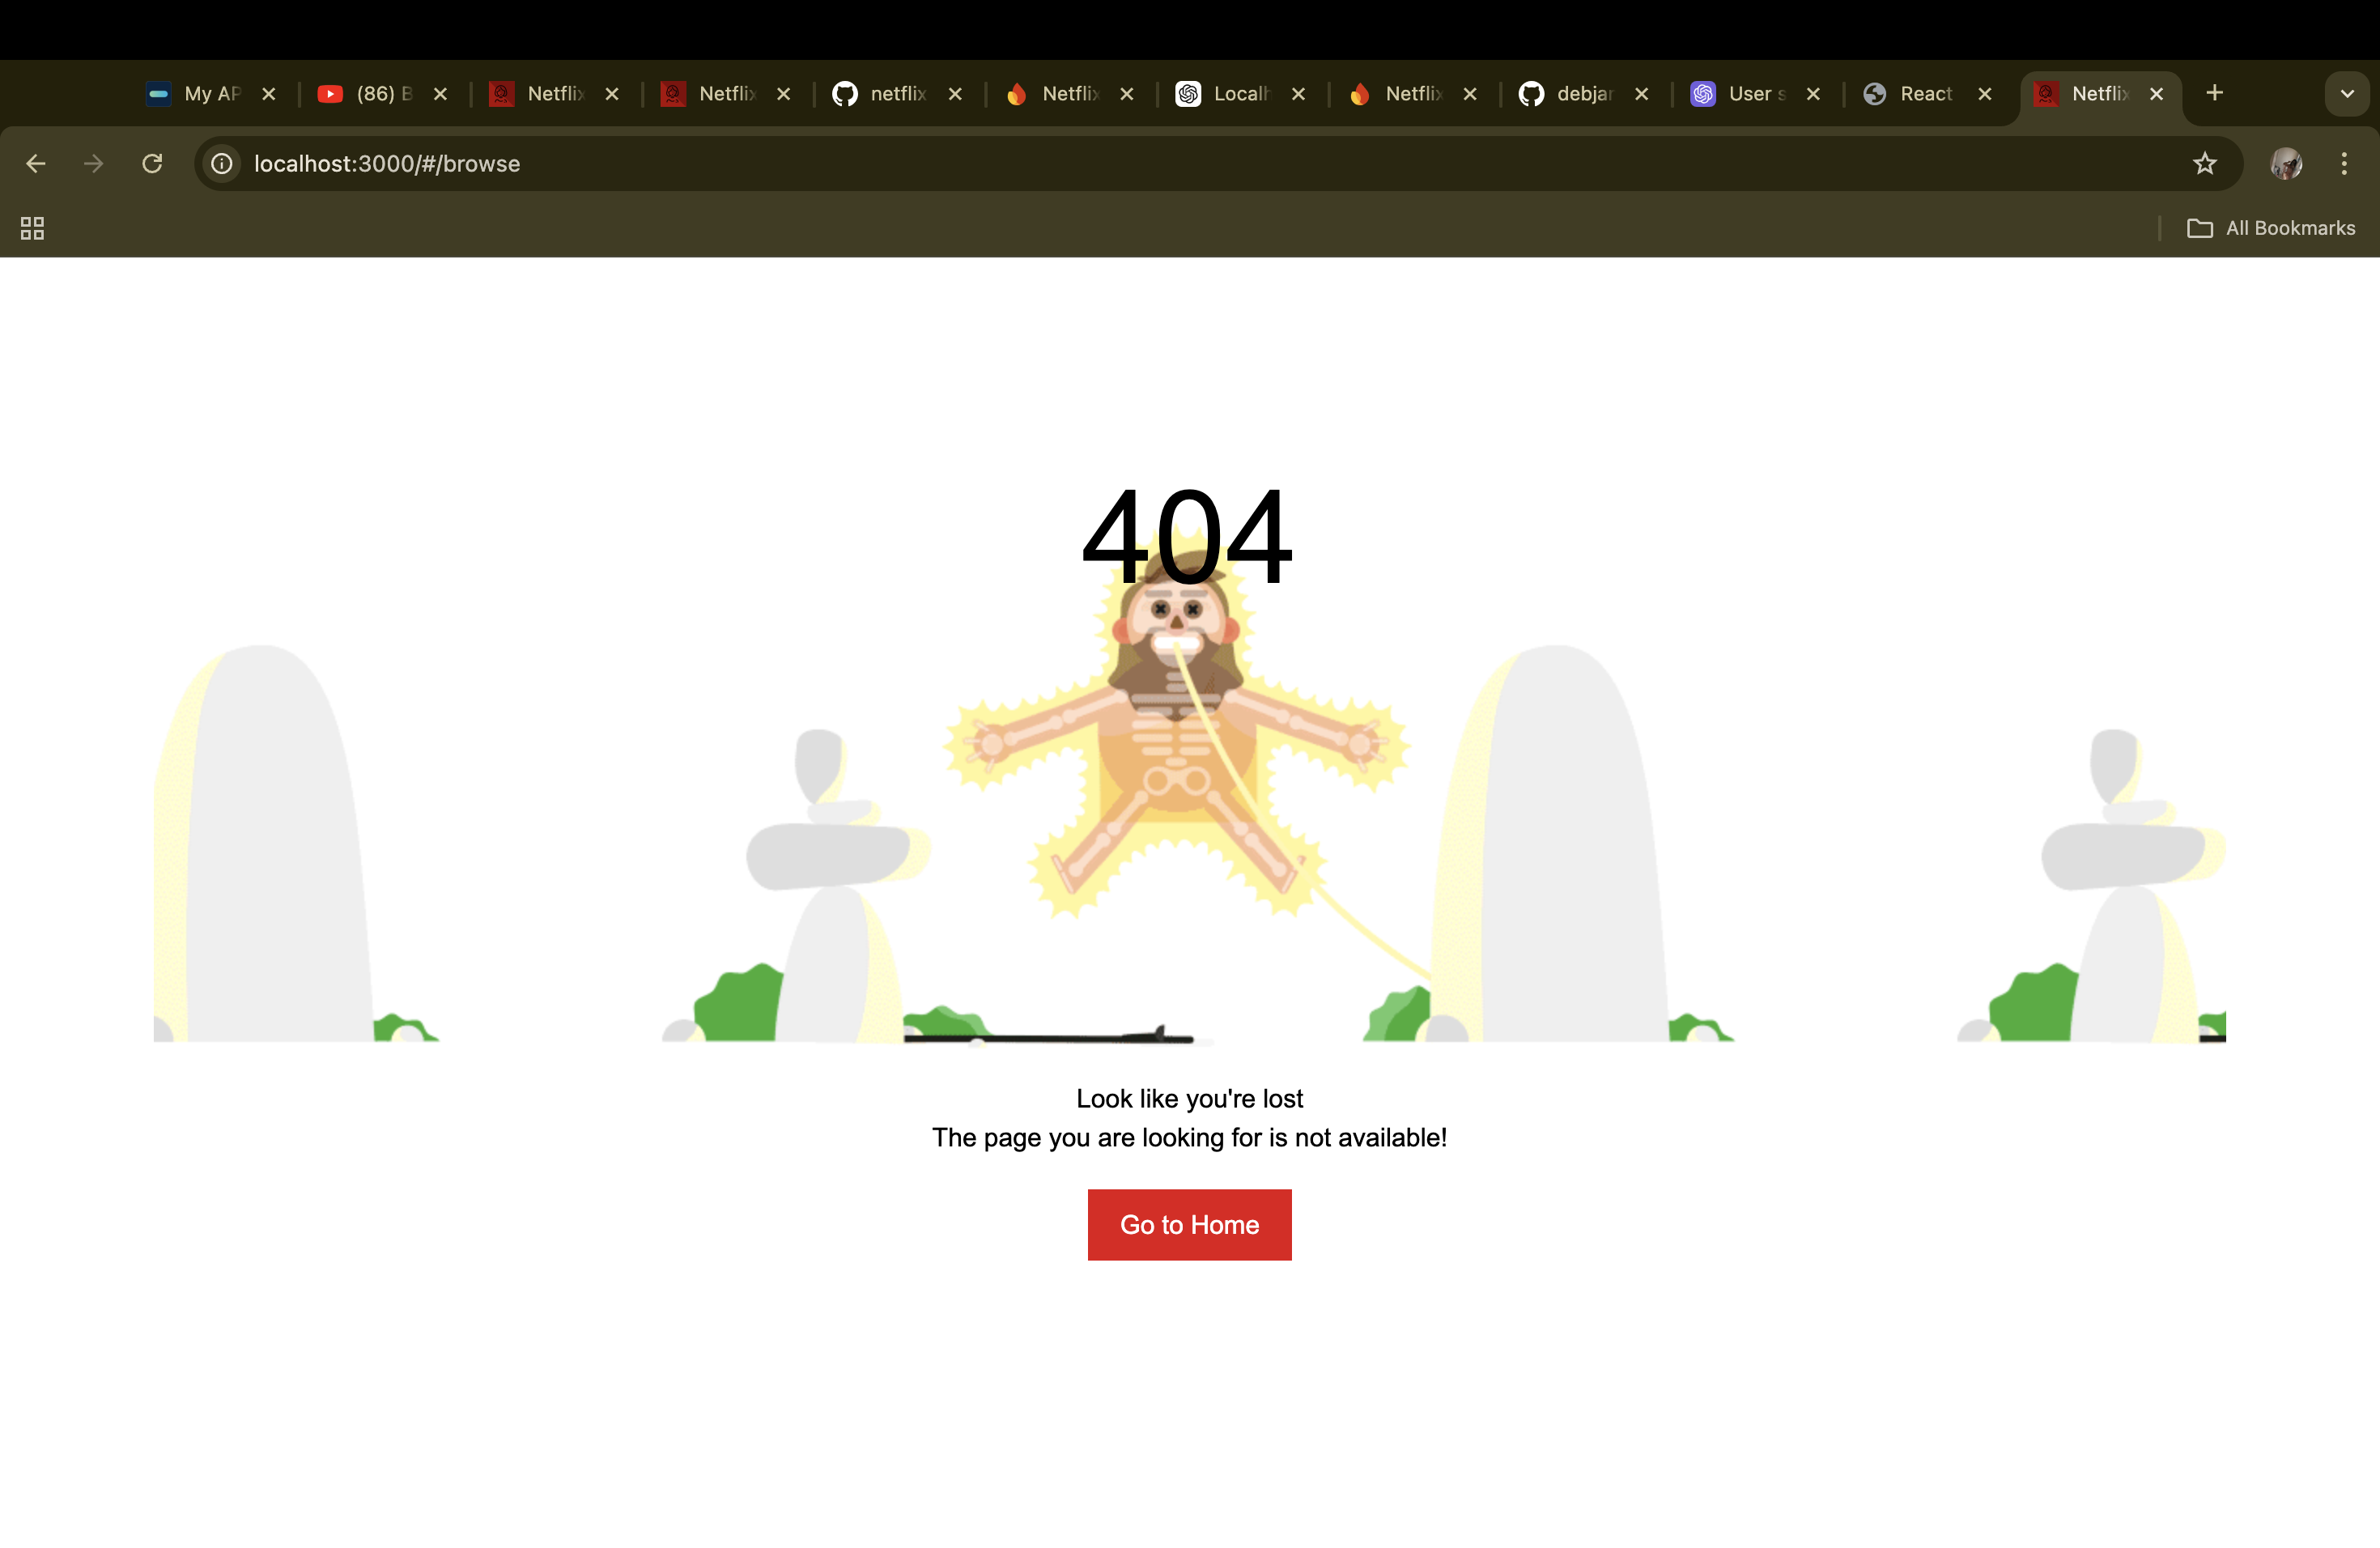 My AP
(86) B
Netflix
Netflix
netflix
Netflix
Localh
Netflix
debjar
User s
React
Netflix
localhost:3000/#/browse
All Bookmarks
404
Look like you're lost
The page you are looking for is not available!
Go to Home